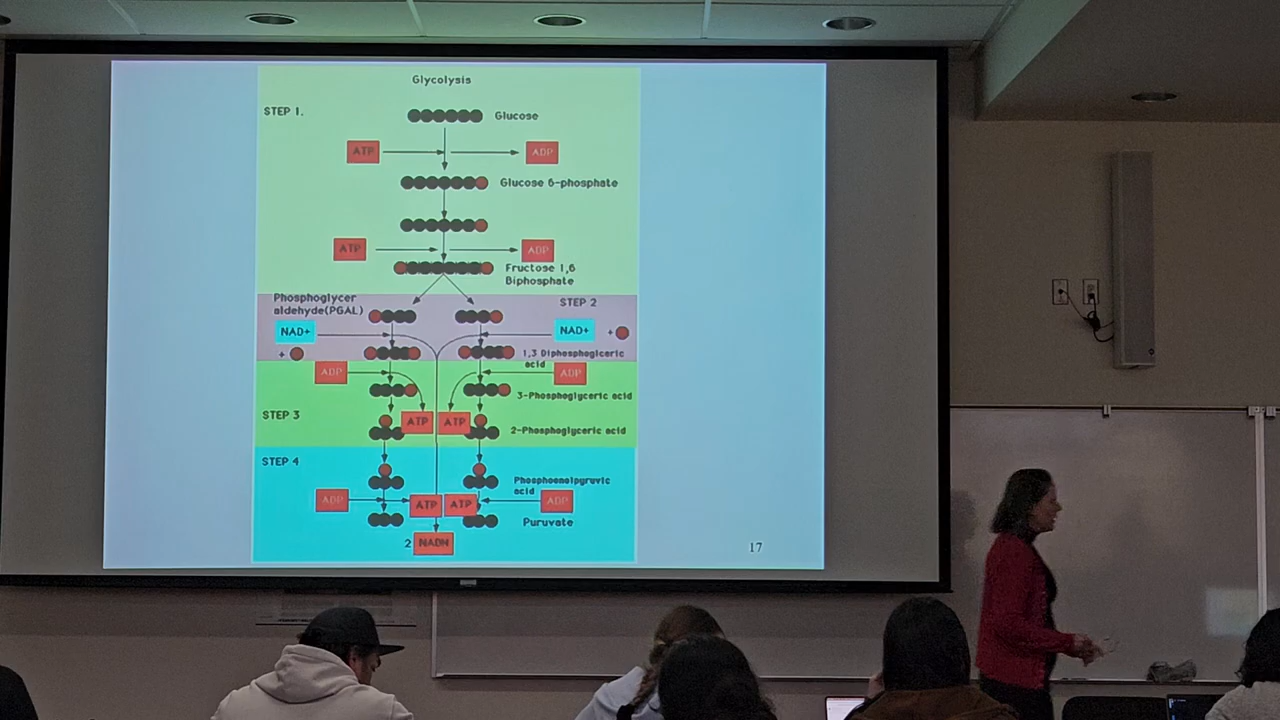 Glycolysis
STEP 1.
Glucose
ATP
ADP
Glucose 6-phosphate
ATP
ADP
Fructose 1,6
Biphosphate
Phosphoglycer
aldehyde(PGAL)
STEP 2
NAD+
NAD+
+
+
1,3 Diphosphogliceric
acid
ADP
ADP
3-Phosphoglyceric acid
STEP 3
ATP
ATP
2-Phosphoglyceric acid
STEP 4
Phosphoenolpyruvic
acid
ADP
ATP
ATP
ADP
Puruvate
2 NADH
17